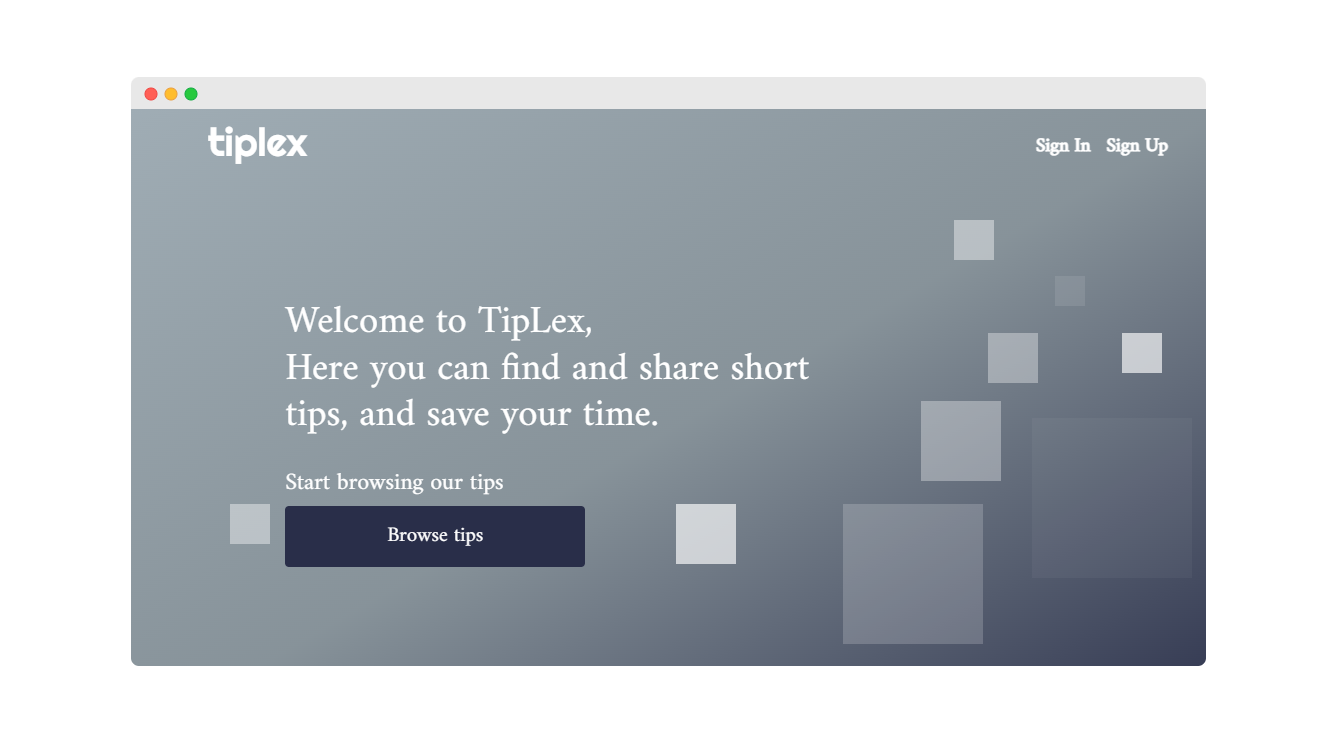 tiplex
Sign In Sign Up
Welcome to TipLex,
Here you can find and share short
tips, and save your time.
Start browsing our tips
Browse tips